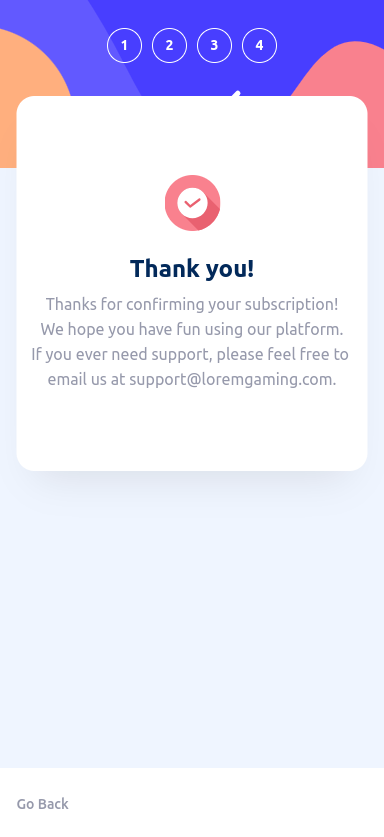 1 2 3 4
Thank you!
Thanks for confirming your subscription!
We hope you have fun using our platform.
If you ever need support, please feel free to
email us at support@loremgaming.com.
Go Back